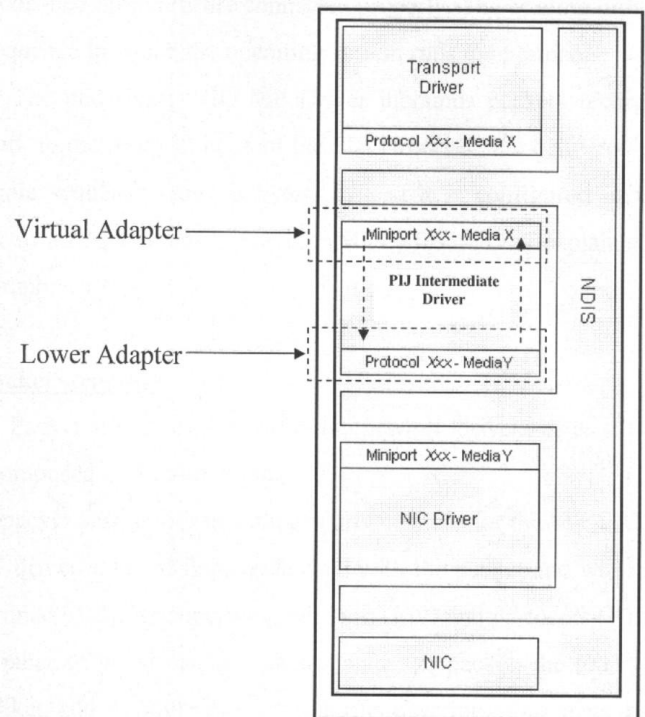 Transport
Driver
Protocol Xxx - Media X
Virtual Adapter
Miniport Xxx - Media X
PIJ Intermediate
Driver
NDIS
Lower Adapter
Protocol Xxx - MediaY
Miniport Xxx - MediaY
NIC Driver
NIC